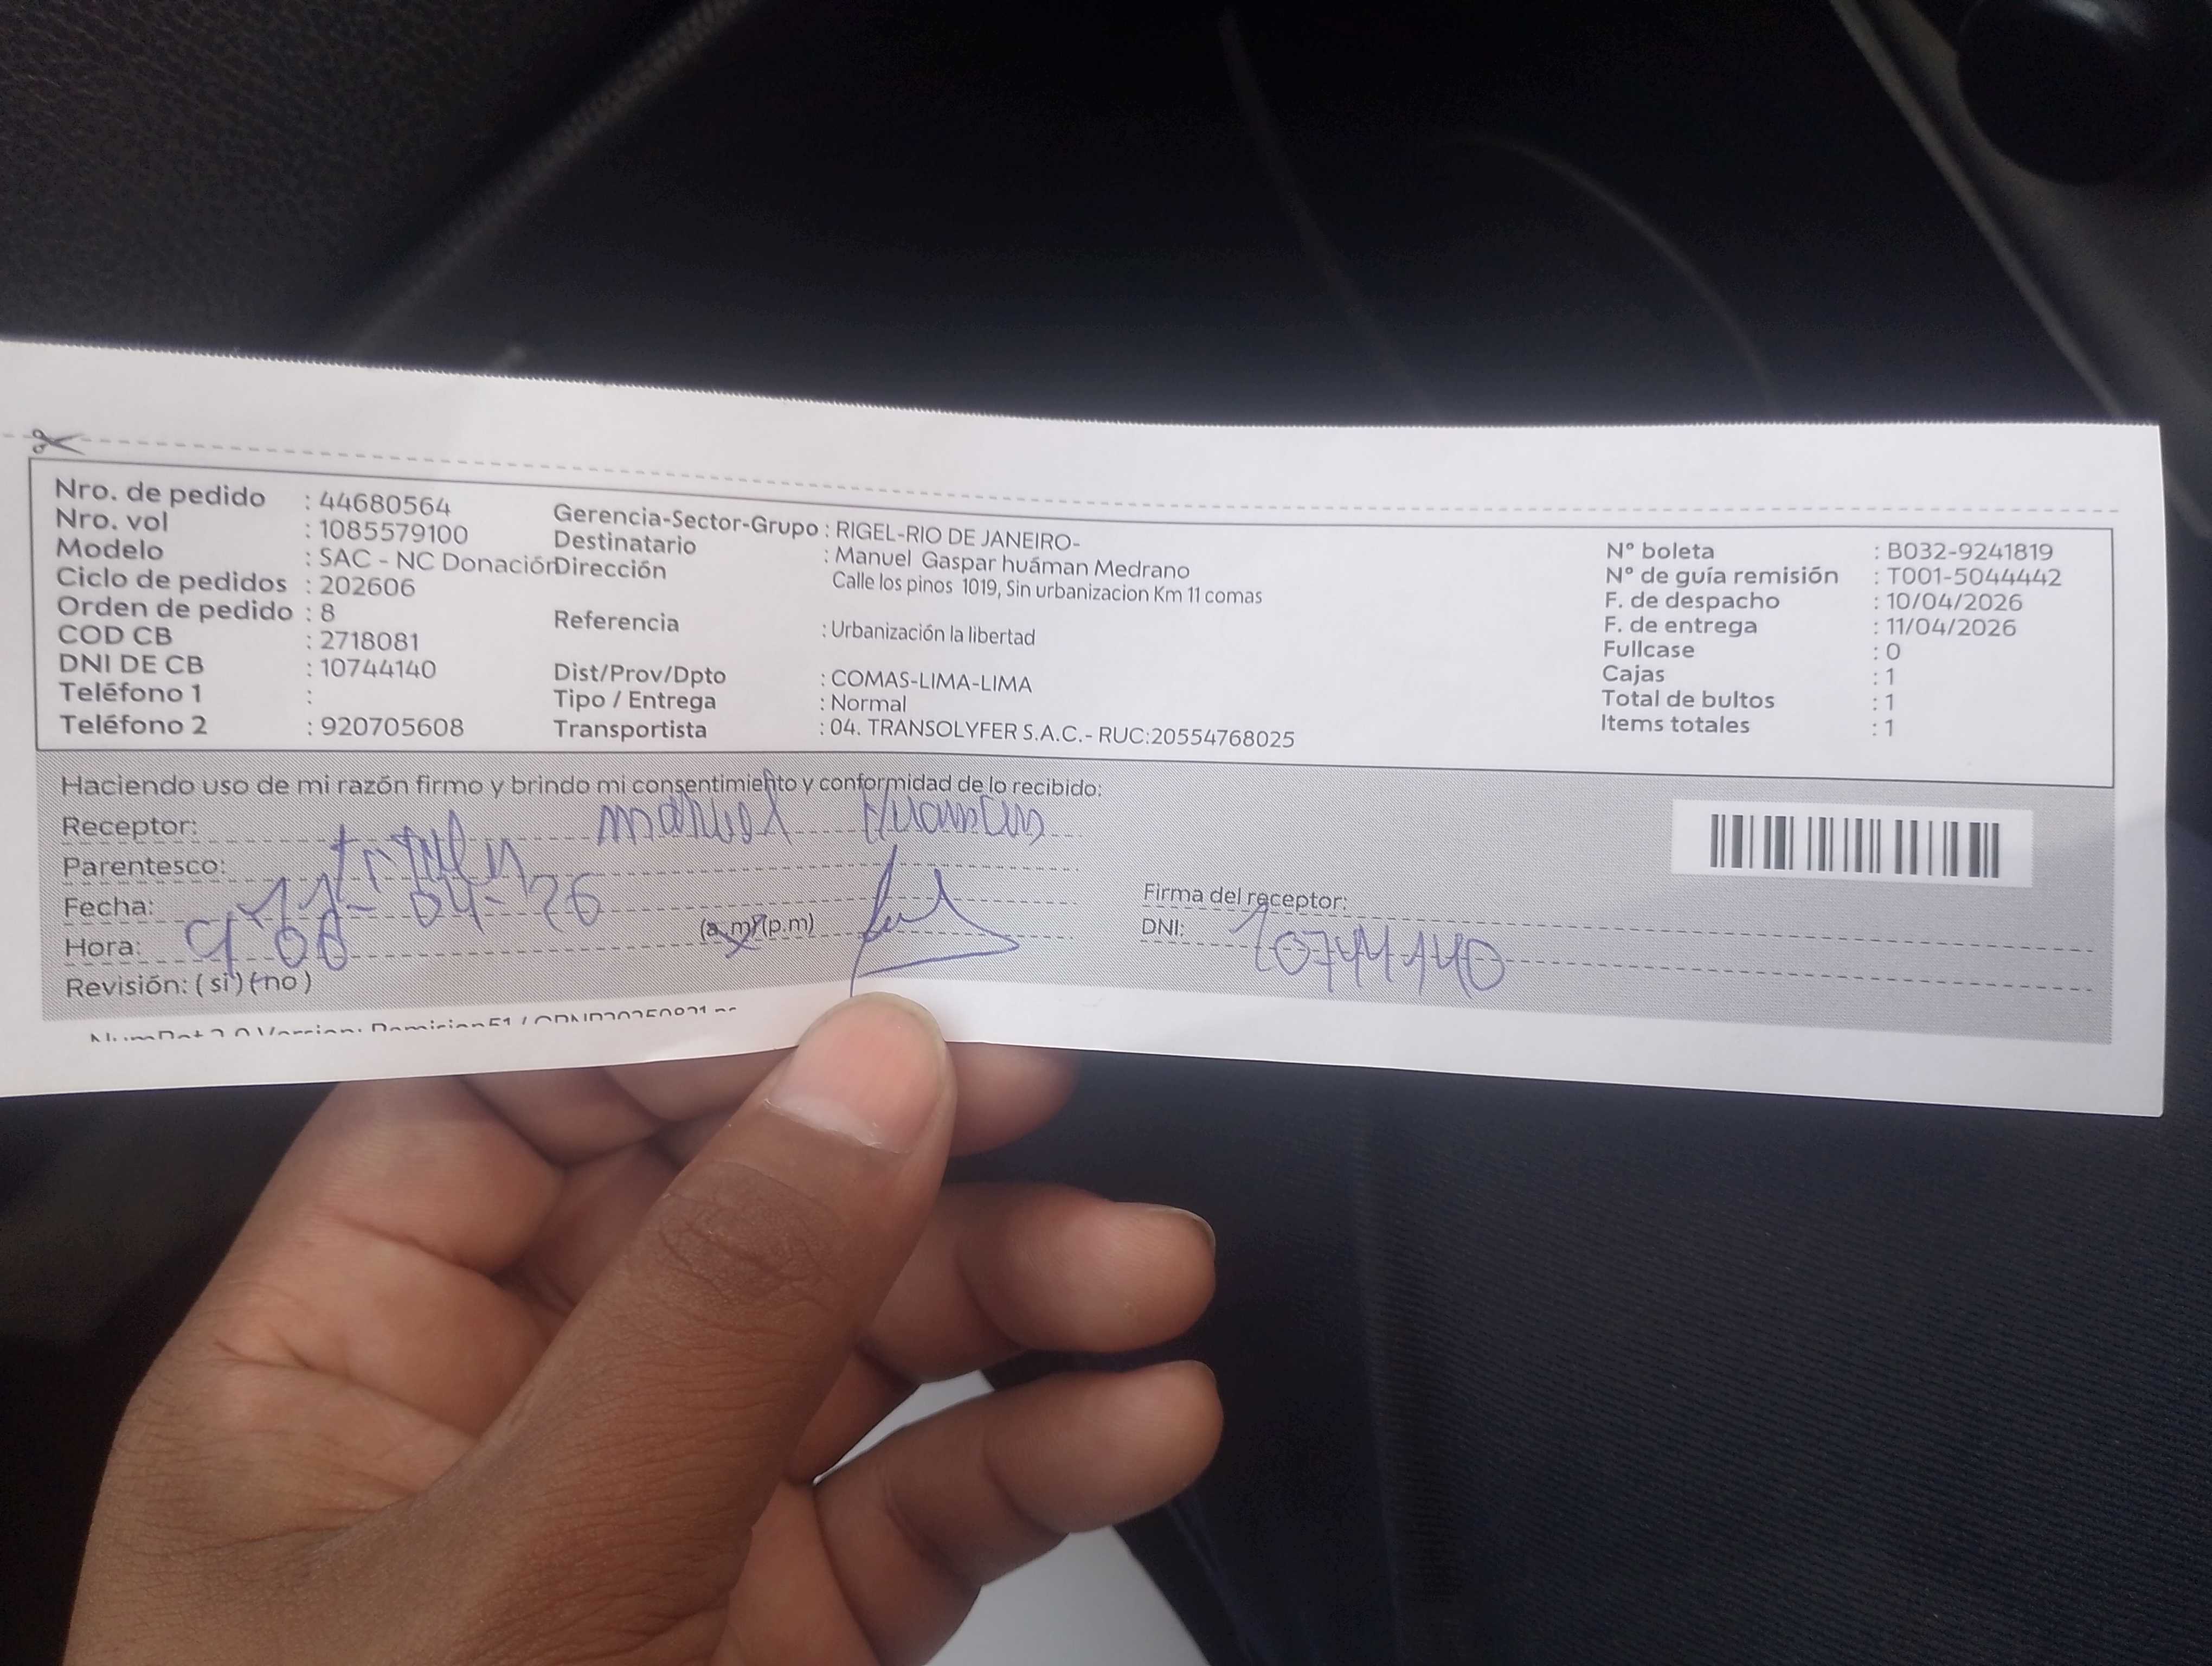 Nro. de pedido : 44680564
Nro. vol : 1085579100
Modelo : SAC - NC Donación
Ciclo de pedidos : 202606
Orden de pedido : 8
COD CB : 2718081
DNI DE CB : 10744140
Teléfono 1 :
Teléfono 2 : 920705608
Gerencia-Sector-Grupo : RIGEL-RIO DE JANEIRO-
Destinatario : Manuel Gaspar huáman Medrano
Dirección Calle los pinos 1019, Sin urbanizacion Km 11 comas
Referencia : Urbanización la libertad
Dist/Prov/Dpto : COMAS-LIMA-LIMA
Tipo / Entrega : Normal
Transportista : 04. TRANSOLYFER S.A.C.- RUC:20554768025
N° boleta : B032-9241819
N° de guía remisión : T001-5044442
F. de despacho : 10/04/2026
F. de entrega : 11/04/2026
Fullcase : 0
Cajas : 1
Total de bultos : 1
Items totales : 1
Haciendo uso de mi razón firmo y brindo mi consentimiento y conformidad de lo recibido:
Receptor: manuel
Parentesco:
Fecha: 11-04-26
Hora: 9:00 (a.m)(p.m)
Revisión: (si) (no)
Firma del receptor:
DNI: 10744140